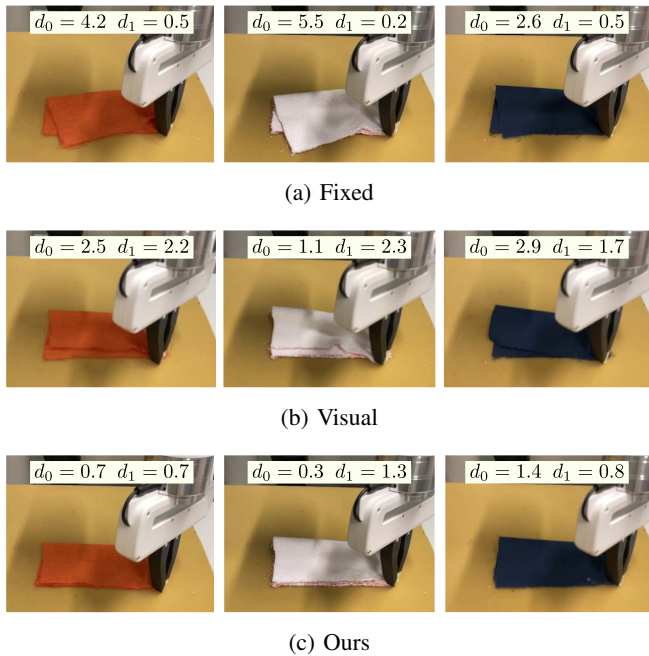 d₀ = 4.2 d₁ = 0.5
d₀ = 5.5 d₁ = 0.2
d₀ = 2.6 d₁ = 0.5
(a) Fixed
d₀ = 2.5 d₁ = 2.2
d₀ = 1.1 d₁ = 2.3
d₀ = 2.9 d₁ = 1.7
(b) Visual
d₀ = 0.7 d₁ = 0.7
d₀ = 0.3 d₁ = 1.3
d₀ = 1.4 d₁ = 0.8
(c) Ours